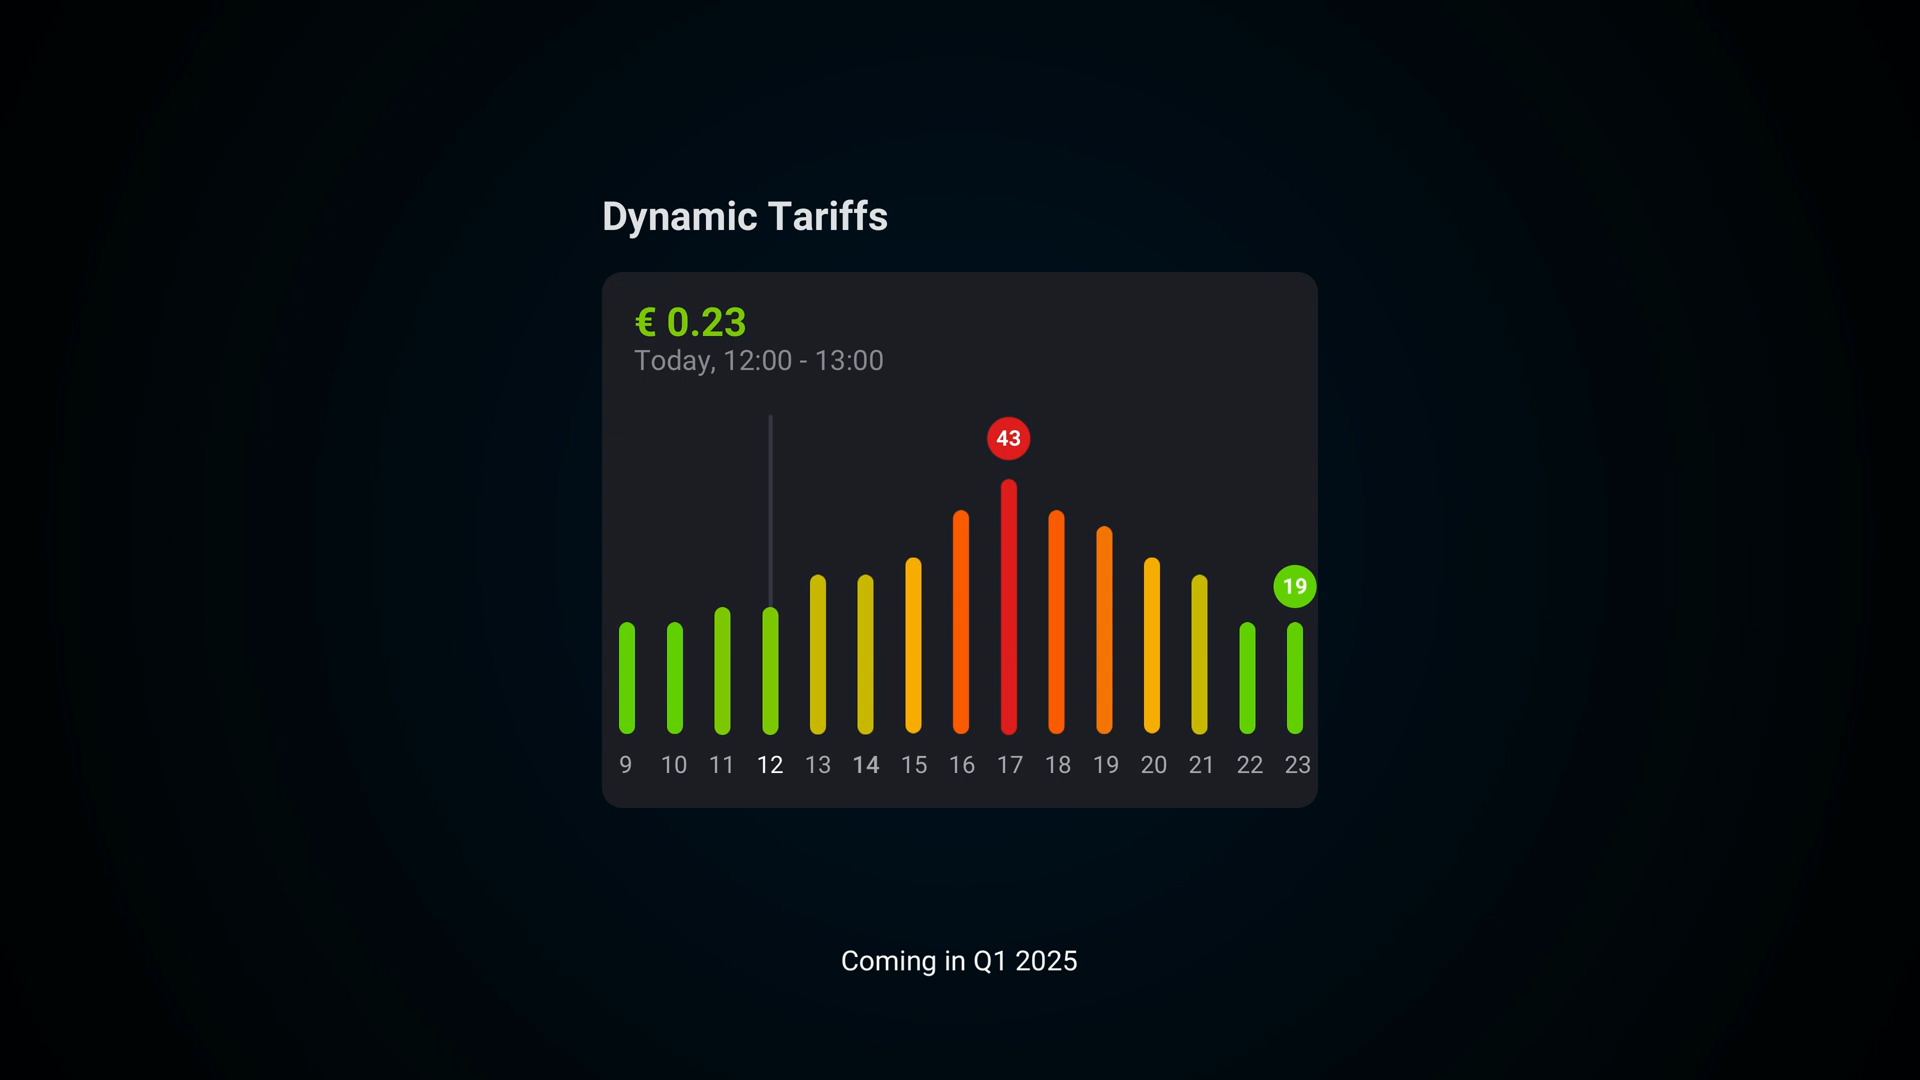 Dynamic Tariffs
€ 0.23
Today, 12:00 - 13:00
43
19
9 10 11 12 13 14 15 16 17 18 19 20 21 22 23
Coming in Q1 2025